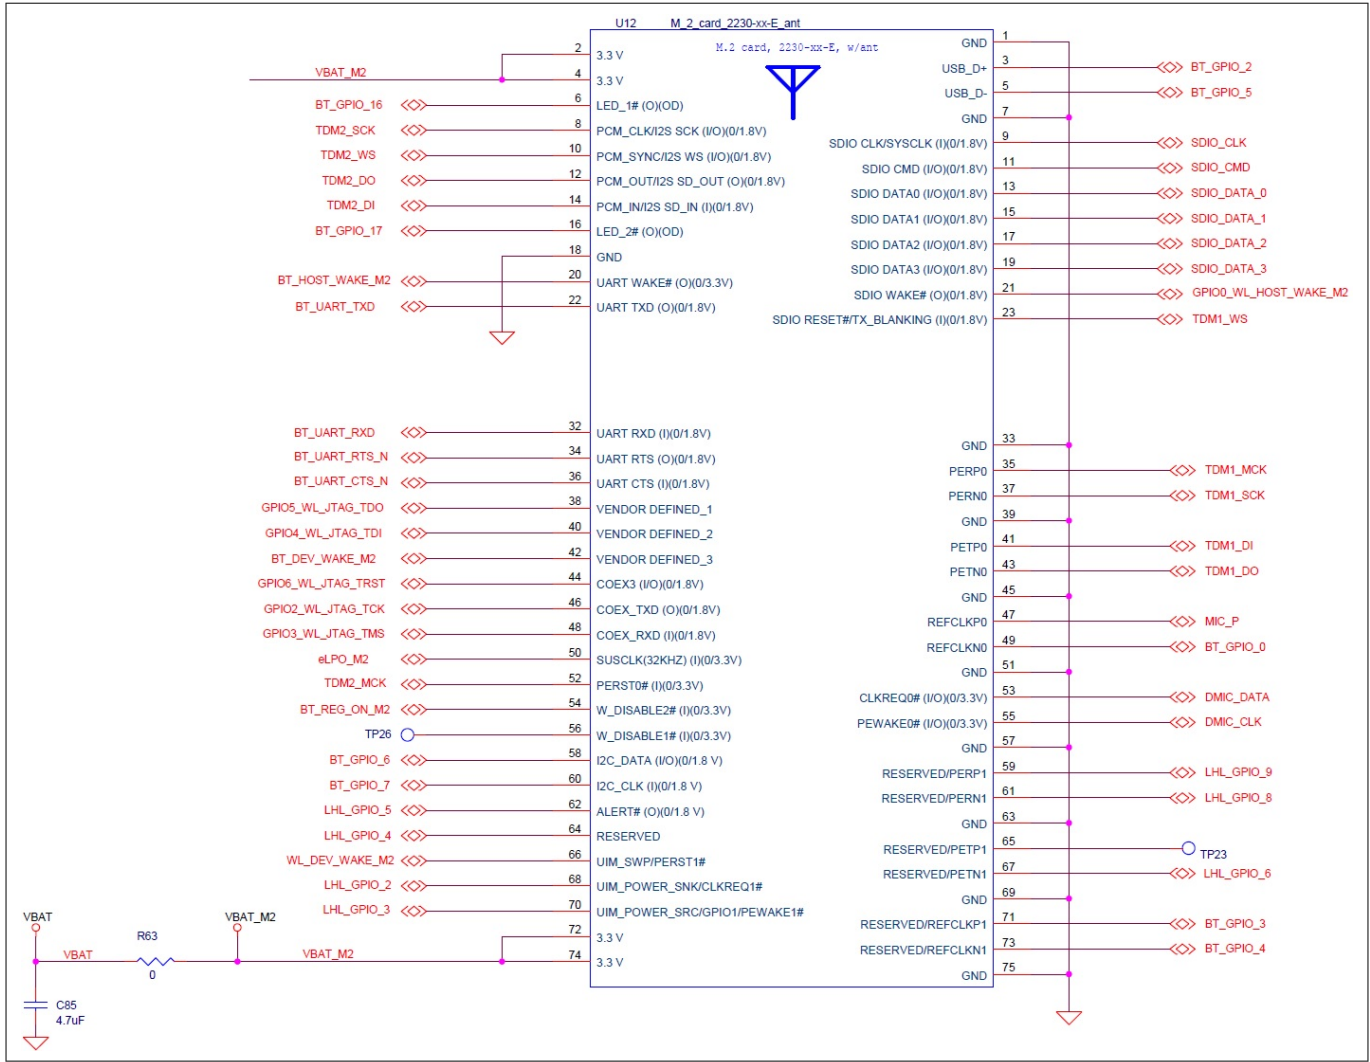 U12 M_2_card_2230-xx-E_ant
M.2 card, 2230-xx-E, w/ant
2 3.3 V
VBAT_M2 4 3.3 V
BT_GPIO_16 6 LED_1# (O)(OD)
TDM2_SCK 8 PCM_CLK/I2S SCK (I/O)(0/1.8V)
TDM2_WS 10 PCM_SYNC/I2S WS (I/O)(0/1.8V)
TDM2_DO 12 PCM_OUT/I2S SD_OUT (O)(0/1.8V)
TDM2_DI 14 PCM_IN/I2S SD_IN (I)(0/1.8V)
BT_GPIO_17 16 LED_2# (O)(OD)
18 GND
BT_HOST_WAKE_M2 20 UART WAKE# (O)(0/3.3V)
BT_UART_TXD 22 UART TXD (O)(0/1.8V)
BT_UART_RXD 32 UART RXD (I)(0/1.8V)
BT_UART_RTS_N 34 UART RTS (O)(0/1.8V)
BT_UART_CTS_N 36 UART CTS (I)(0/1.8V)
GPIO5_WL_JTAG_TDO 38 VENDOR DEFINED_1
GPIO4_WL_JTAG_TDI 40 VENDOR DEFINED_2
BT_DEV_WAKE_M2 42 VENDOR DEFINED_3
GPIO6_WL_JTAG_TRST 44 COEX3 (I/O)(0/1.8V)
GPIO2_WL_JTAG_TCK 46 COEX_TXD (O)(0/1.8V)
GPIO3_WL_JTAG_TMS 48 COEX_RXD (I)(0/1.8V)
eLPO_M2 50 SUSCLK(32KHZ) (I)(0/3.3V)
TDM2_MCK 52 PERST0# (I)(0/3.3V)
BT_REG_ON_M2 54 W_DISABLE2# (I)(0/3.3V)
TP26 56 W_DISABLE1# (I)(0/3.3V)
BT_GPIO_6 58 I2C_DATA (I/O)(0/1.8 V)
BT_GPIO_7 60 I2C_CLK (I)(0/1.8 V)
LHL_GPIO_5 62 ALERT# (O)(0/1.8 V)
LHL_GPIO_4 64 RESERVED
WL_DEV_WAKE_M2 66 UIM_SWP/PERST1#
LHL_GPIO_2 68 UIM_POWER_SNK/CLKREQ1#
LHL_GPIO_3 70 UIM_POWER_SRC/GPIO1/PEWAKE1#
72 3.3 V
VBAT_M2 74 3.3 V
GND 1
USB_D+ 3 BT_GPIO_2
USB_D- 5 BT_GPIO_5
GND 7
SDIO CLK/SYSCLK (I)(0/1.8V) 9 SDIO_CLK
SDIO CMD (I/O)(0/1.8V) 11 SDIO_CMD
SDIO DATA0 (I/O)(0/1.8V) 13 SDIO_DATA_0
SDIO DATA1 (I/O)(0/1.8V) 15 SDIO_DATA_1
SDIO DATA2 (I/O)(0/1.8V) 17 SDIO_DATA_2
SDIO DATA3 (I/O)(0/1.8V) 19 SDIO_DATA_3
SDIO WAKE# (O)(0/1.8V) 21 GPIO0_WL_HOST_WAKE_M2
SDIO RESET#/TX_BLANKING (I)(0/1.8V) 23 TDM1_WS
GND 33
PERP0 35 TDM1_MCK
PERN0 37 TDM1_SCK
GND 39
PETP0 41 TDM1_DI
PETN0 43 TDM1_DO
GND 45
REFCLKP0 47 MIC_P
REFCLKN0 49 BT_GPIO_0
GND 51
CLKREQ0# (I/O)(0/3.3V) 53 DMIC_DATA
PEWAKE0# (I/O)(0/3.3V) 55 DMIC_CLK
GND 57
RESERVED/PERP1 59 LHL_GPIO_9
RESERVED/PERN1 61 LHL_GPIO_8
GND 63
RESERVED/PETP1 65 TP23
RESERVED/PETN1 67 LHL_GPIO_6
GND 69
RESERVED/REFCLKP1 71 BT_GPIO_3
RESERVED/REFCLKN1 73 BT_GPIO_4
GND 75
VBAT VBAT_M2
R63
VBAT
0
C85
4.7uF